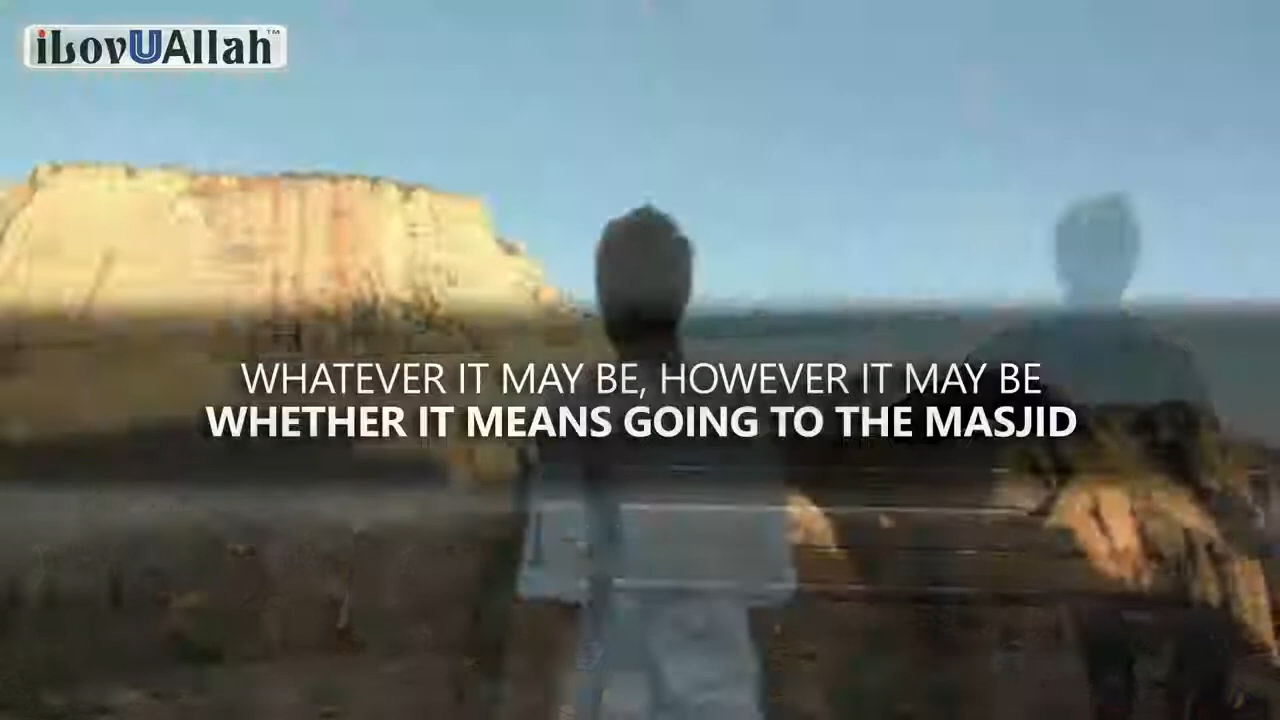 iLovUAllah™
WHATEVER IT MAY BE, HOWEVER IT MAY BE
WHETHER IT MEANS GOING TO THE MASJID